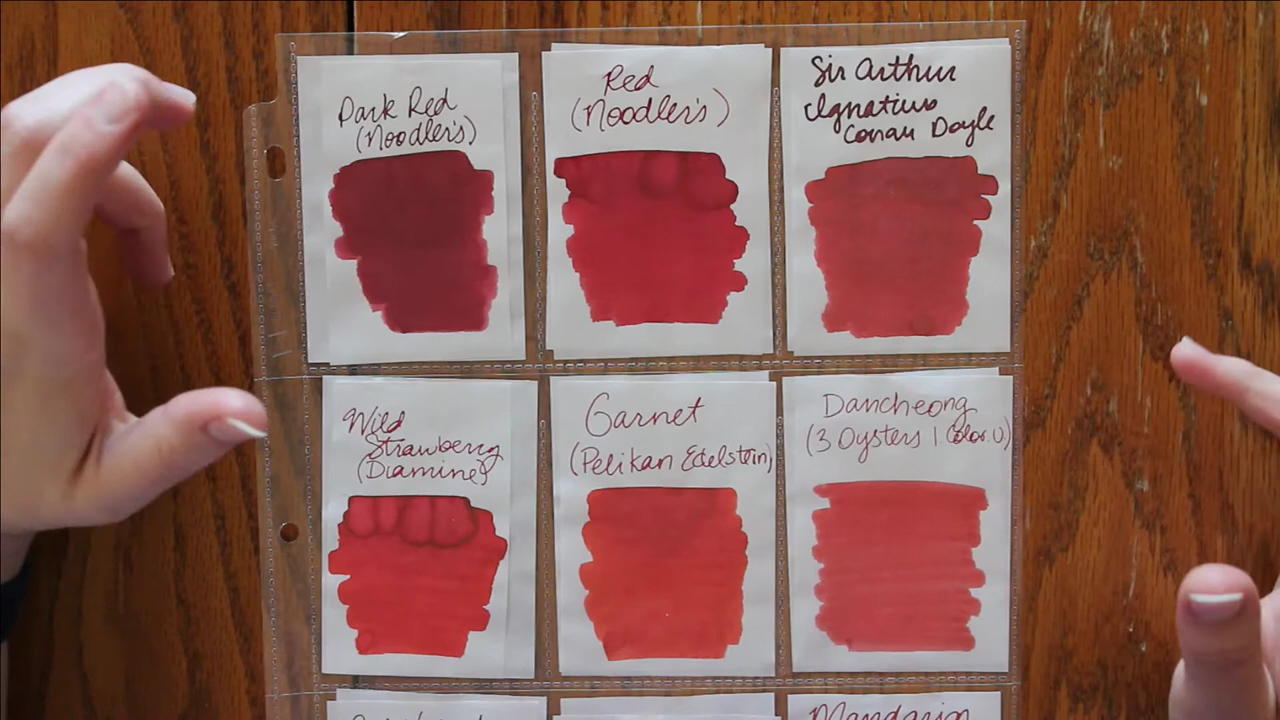 Dark Red
(Noodler's)
Red
(Noodler's)
Sir Arthur
Ignatius
Conan Doyle
Wild
Strawberry
(Diamine)
Garnet
(Pelikan Edelstein)
Dancheong
(3 Oysters | Color.U)
Mandarin